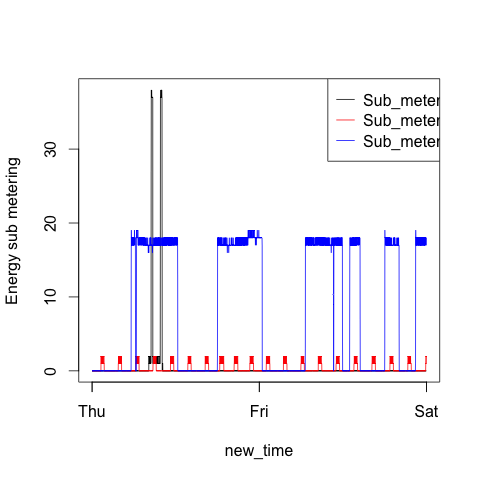 Sub_meter
Sub_meter
Sub_meter
Energy sub metering
30
20
10
0
Thu
Fri
Sat
new_time